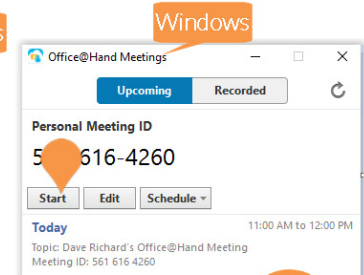 Windows
s
Office@Hand Meetings
Upcoming Recorded
Personal Meeting ID
5 616-4260
Start Edit Schedule
Today 11:00 AM to 12:00 PM
Topic: Dave Richard's Office@Hand Meeting
Meeting ID: 561 616 4260